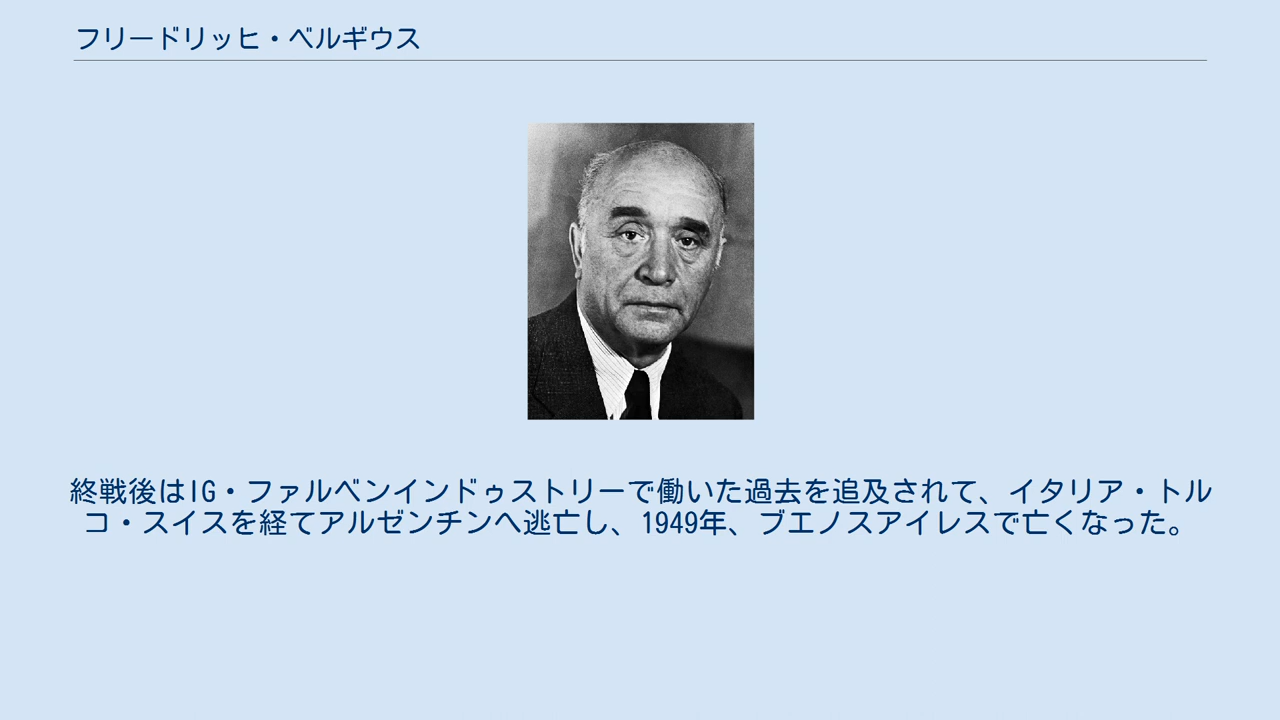 フリードリッヒ・ベルギウス
終戦後はIG・ファルベンインドゥストリーで働いた過去を追及されて、イタリア・トル
コ・スイスを経てアルゼンチンへ逃亡し、1949年、ブエノスアイレスで亡くなった。